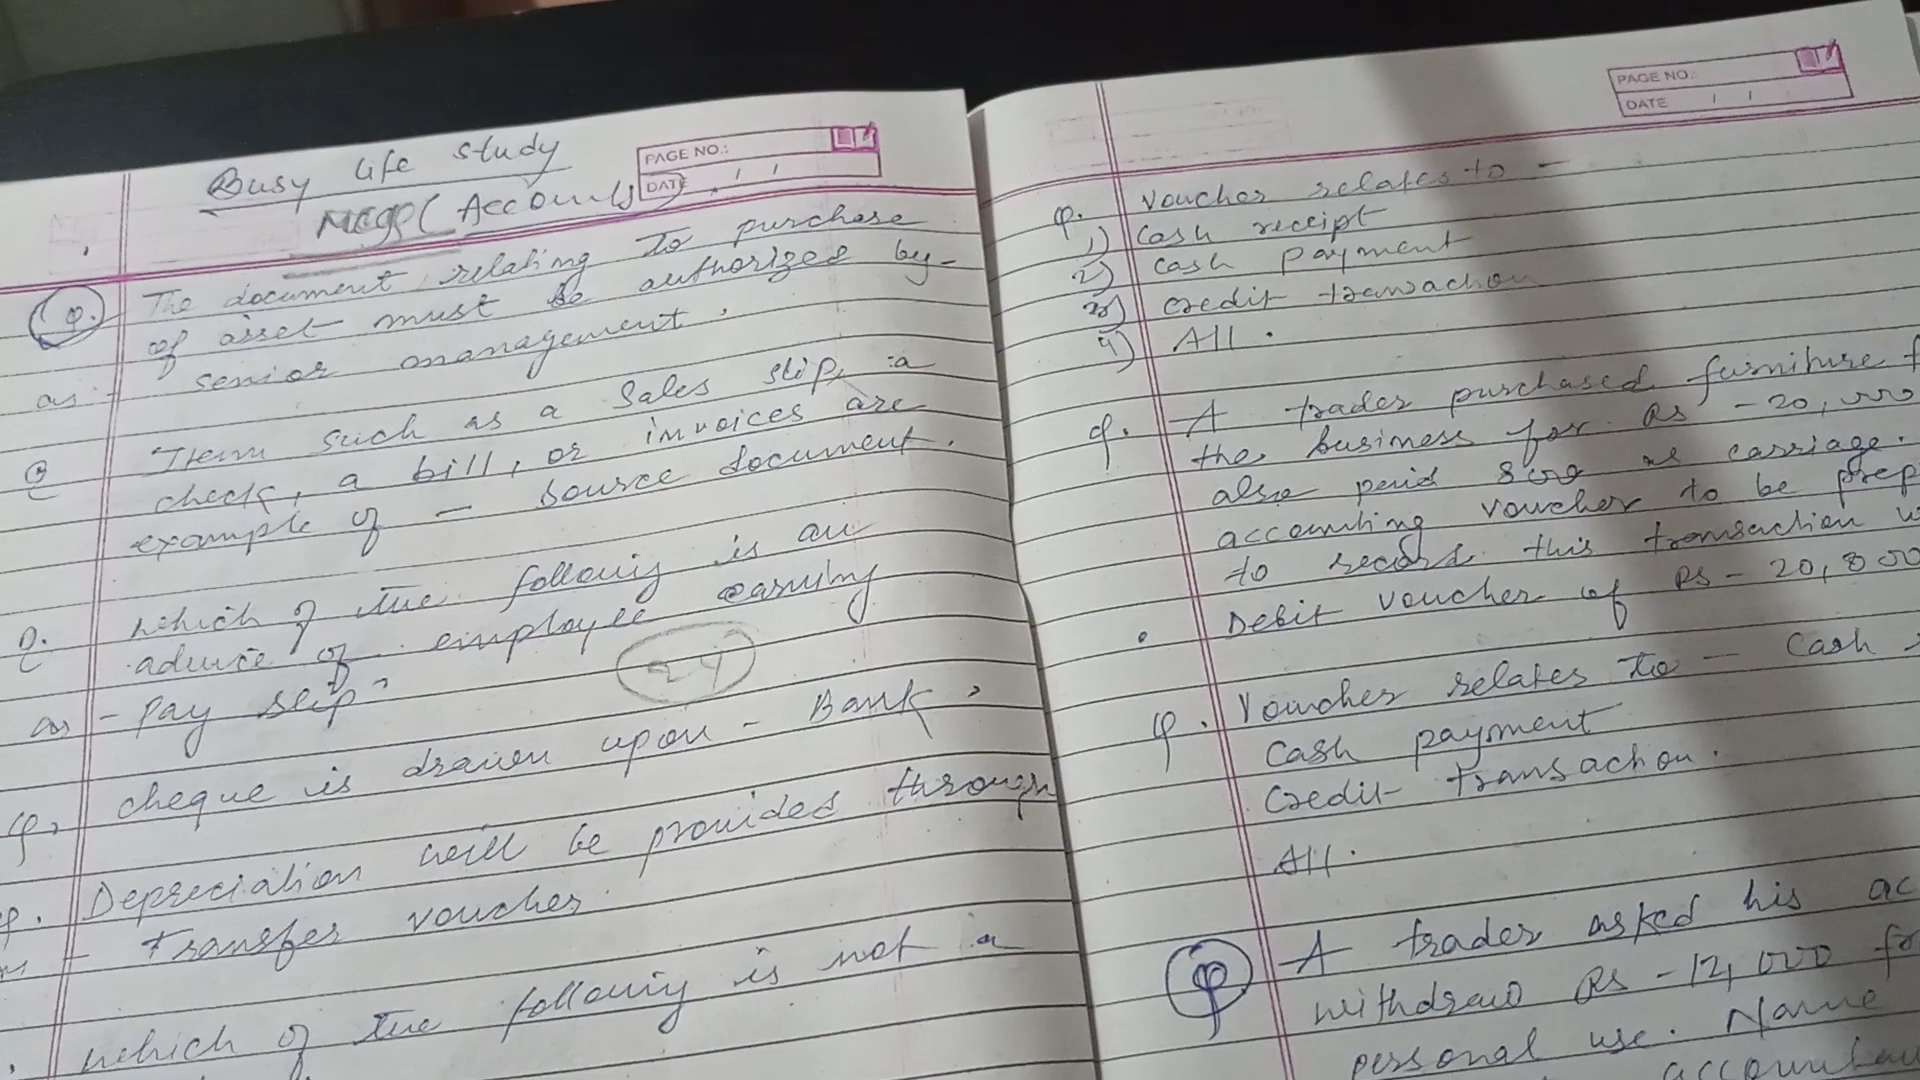 Busy life study
MCQs (Accounts)
PAGE NO.:
DATE / /
Q. The document relating to purchase
of asset must be authorized by-
as senior management.
Q Item such as a sales slip, a
check, a bill, or invoices are
example of - source document.
Q. which of the following is an
advice of employee earning
as - Pay slip
24
Q, cheque is drawn upon - Bank,
Q. Depreciation will be provided through
- Transfer voucher.
which of the following is not a
PAGE NO.:
DATE / /
Q. Voucher relates to -
1) Cash receipt
2) Cash Payment
3) Credit transaction
4) All.
Q. A trader purchased furniture f
the business for Rs - 20,000
also paid 800 as carriage.
accounting voucher to be prep
to record this transaction w
Debit voucher of Rs - 20,800
Q. Voucher relates to - Cash
Cash payment
Credit transaction.
All.
Q A trader asked his ac
withdraw Rs - 12,000 for
personal use. Name
accountan